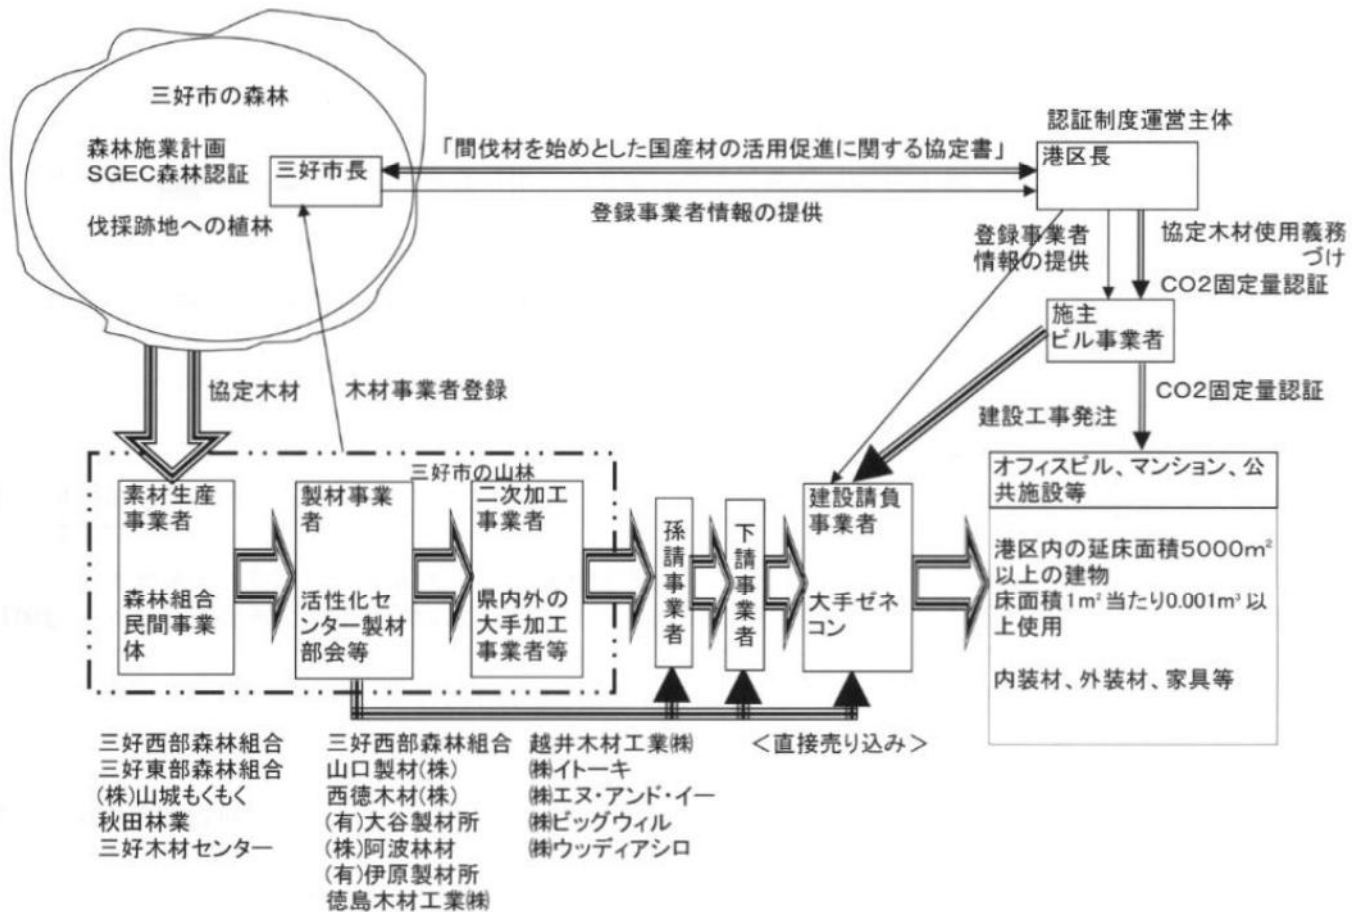 三好市の森林
森林施業計画
SGEC森林認証
伐採跡地への植林
三好市長
「間伐材を始めとした国産材の活用促進に関する協定書」
登録事業者情報の提供
認証制度運営主体
港区長
登録事業者
情報の提供
協定木材使用義務
づけ
CO2固定量認証
施主
ビル事業者
CO2固定量認証
建設工事発注
協定木材
木材事業者登録
三好市の山林
素材生産
事業者
森林組合
民間事業
体
製材事業
者
活性化セ
ンター製材
部会等
二次加工
事業者
県内外の
大手加工
事業者等
孫請事業者
下請事業者
建設請負
事業者
大手ゼネ
コン
オフィスビル、マンション、公
共施設等
港区内の延床面積5000m²
以上の建物
床面積1m²当たり0.001m³以
上使用
内装材、外装材、家具等
<直接売り込み>
三好西部森林組合
三好東部森林組合
(株)山城もくもく
秋田林業
三好木材センター
三好西部森林組合
山口製材(株)
西徳木材(株)
(有)大谷製材所
(株)阿波林材
(有)伊原製材所
徳島木材工業㈱
越井木材工業㈱
㈱イトーキ
㈱エヌ・アンド・イー
㈱ビッグウィル
㈱ウッディアシロ